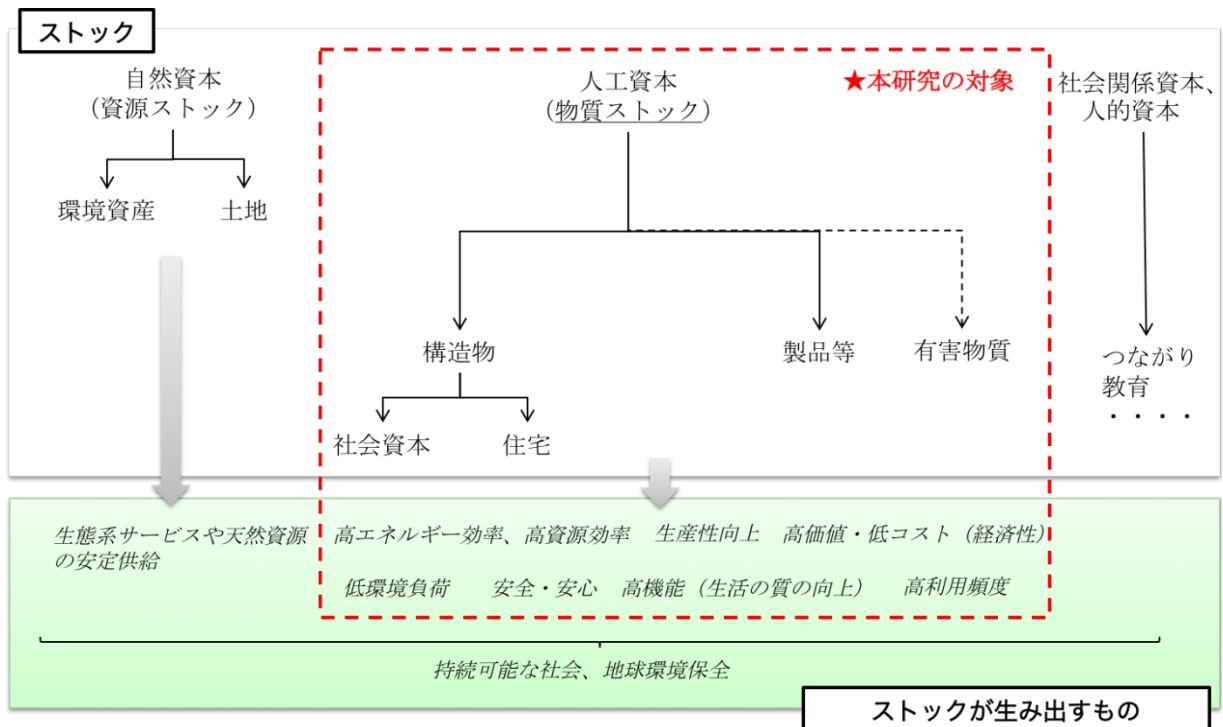 ストック
自然資本
（資源ストック）
環境資産
土地
人工資本
（物質ストック）
★本研究の対象
構造物
製品等
有害物質
社会資本
住宅
社会関係資本、
人的資本
つながり
教育
・・・・
生態系サービスや天然資源
の安定供給
高エネルギー効率、高資源効率
生産性向上
高価値・低コスト（経済性）
低環境負荷
安全・安心
高機能（生活の質の向上）
高利用頻度
持続可能な社会、地球環境保全
ストックが生み出すもの